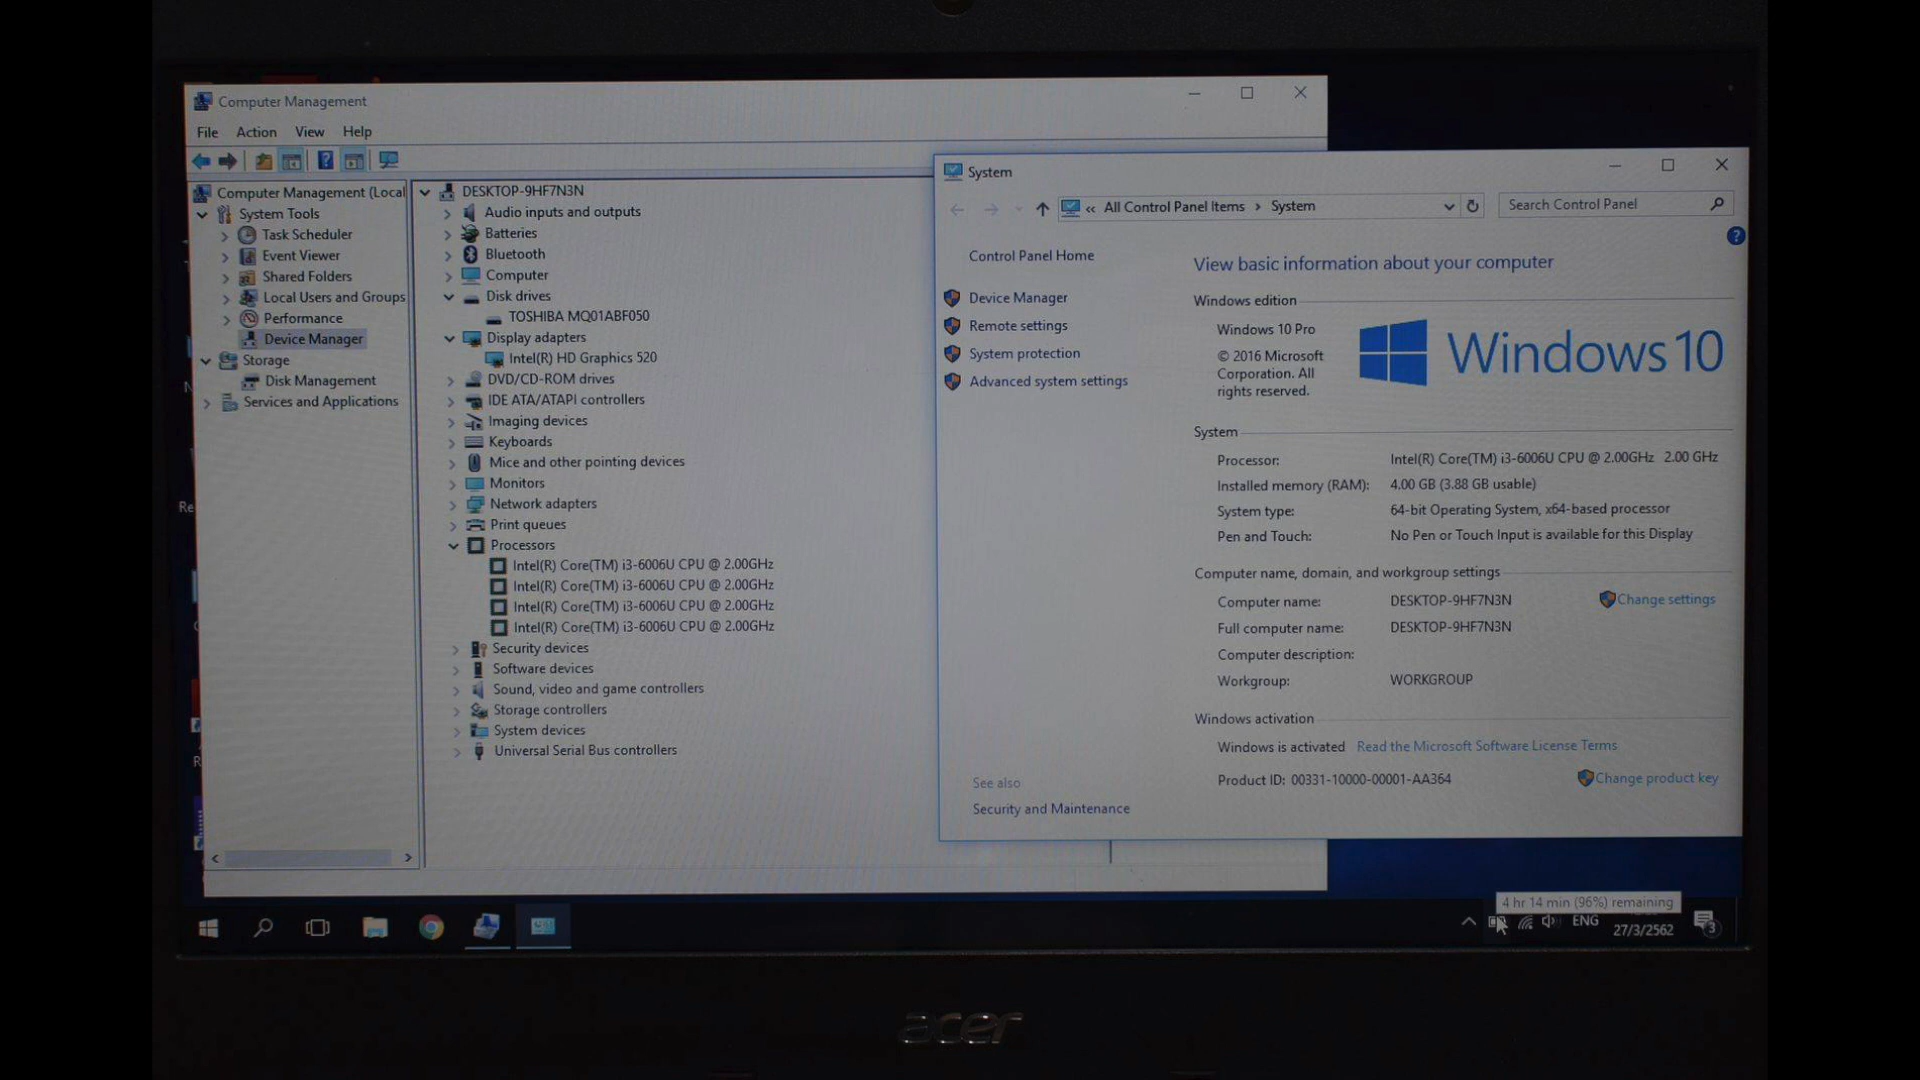 Computer Management
File Action View Help
Computer Management (Local
System Tools
Task Scheduler
Event Viewer
Shared Folders
Local Users and Groups
Performance
Device Manager
Storage
Disk Management
Services and Applications
DESKTOP-9HF7N3N
Audio inputs and outputs
Batteries
Bluetooth
Computer
Disk drives
TOSHIBA MQ01ABF050
Display adapters
Intel(R) HD Graphics 520
DVD/CD-ROM drives
IDE ATA/ATAPI controllers
Imaging devices
Keyboards
Mice and other pointing devices
Monitors
Network adapters
Print queues
Processors
Intel(R) Core(TM) i3-6006U CPU @ 2.00GHz
Intel(R) Core(TM) i3-6006U CPU @ 2.00GHz
Intel(R) Core(TM) i3-6006U CPU @ 2.00GHz
Intel(R) Core(TM) i3-6006U CPU @ 2.00GHz
Security devices
Software devices
Sound, video and game controllers
Storage controllers
System devices
Universal Serial Bus controllers
System
« All Control Panel Items › System
Search Control Panel
Control Panel Home
Device Manager
Remote settings
System protection
Advanced system settings
See also
Security and Maintenance
View basic information about your computer
Windows edition
Windows 10 Pro
© 2016 Microsoft
Corporation. All
rights reserved.
Windows 10
System
Processor: Intel(R) Core(TM) i3-6006U CPU @ 2.00GHz 2.00 GHz
Installed memory (RAM): 4.00 GB (3.88 GB usable)
System type: 64-bit Operating System, x64-based processor
Pen and Touch: No Pen or Touch Input is available for this Display
Computer name, domain, and workgroup settings
Computer name: DESKTOP-9HF7N3N Change settings
Full computer name: DESKTOP-9HF7N3N
Computer description:
Workgroup: WORKGROUP
Windows activation
Windows is activated Read the Microsoft Software License Terms
Product ID: 00331-10000-00001-AA364 Change product key
Re
4 hr 14 min (96%) remaining
ENG
27/3/2562
3
acer